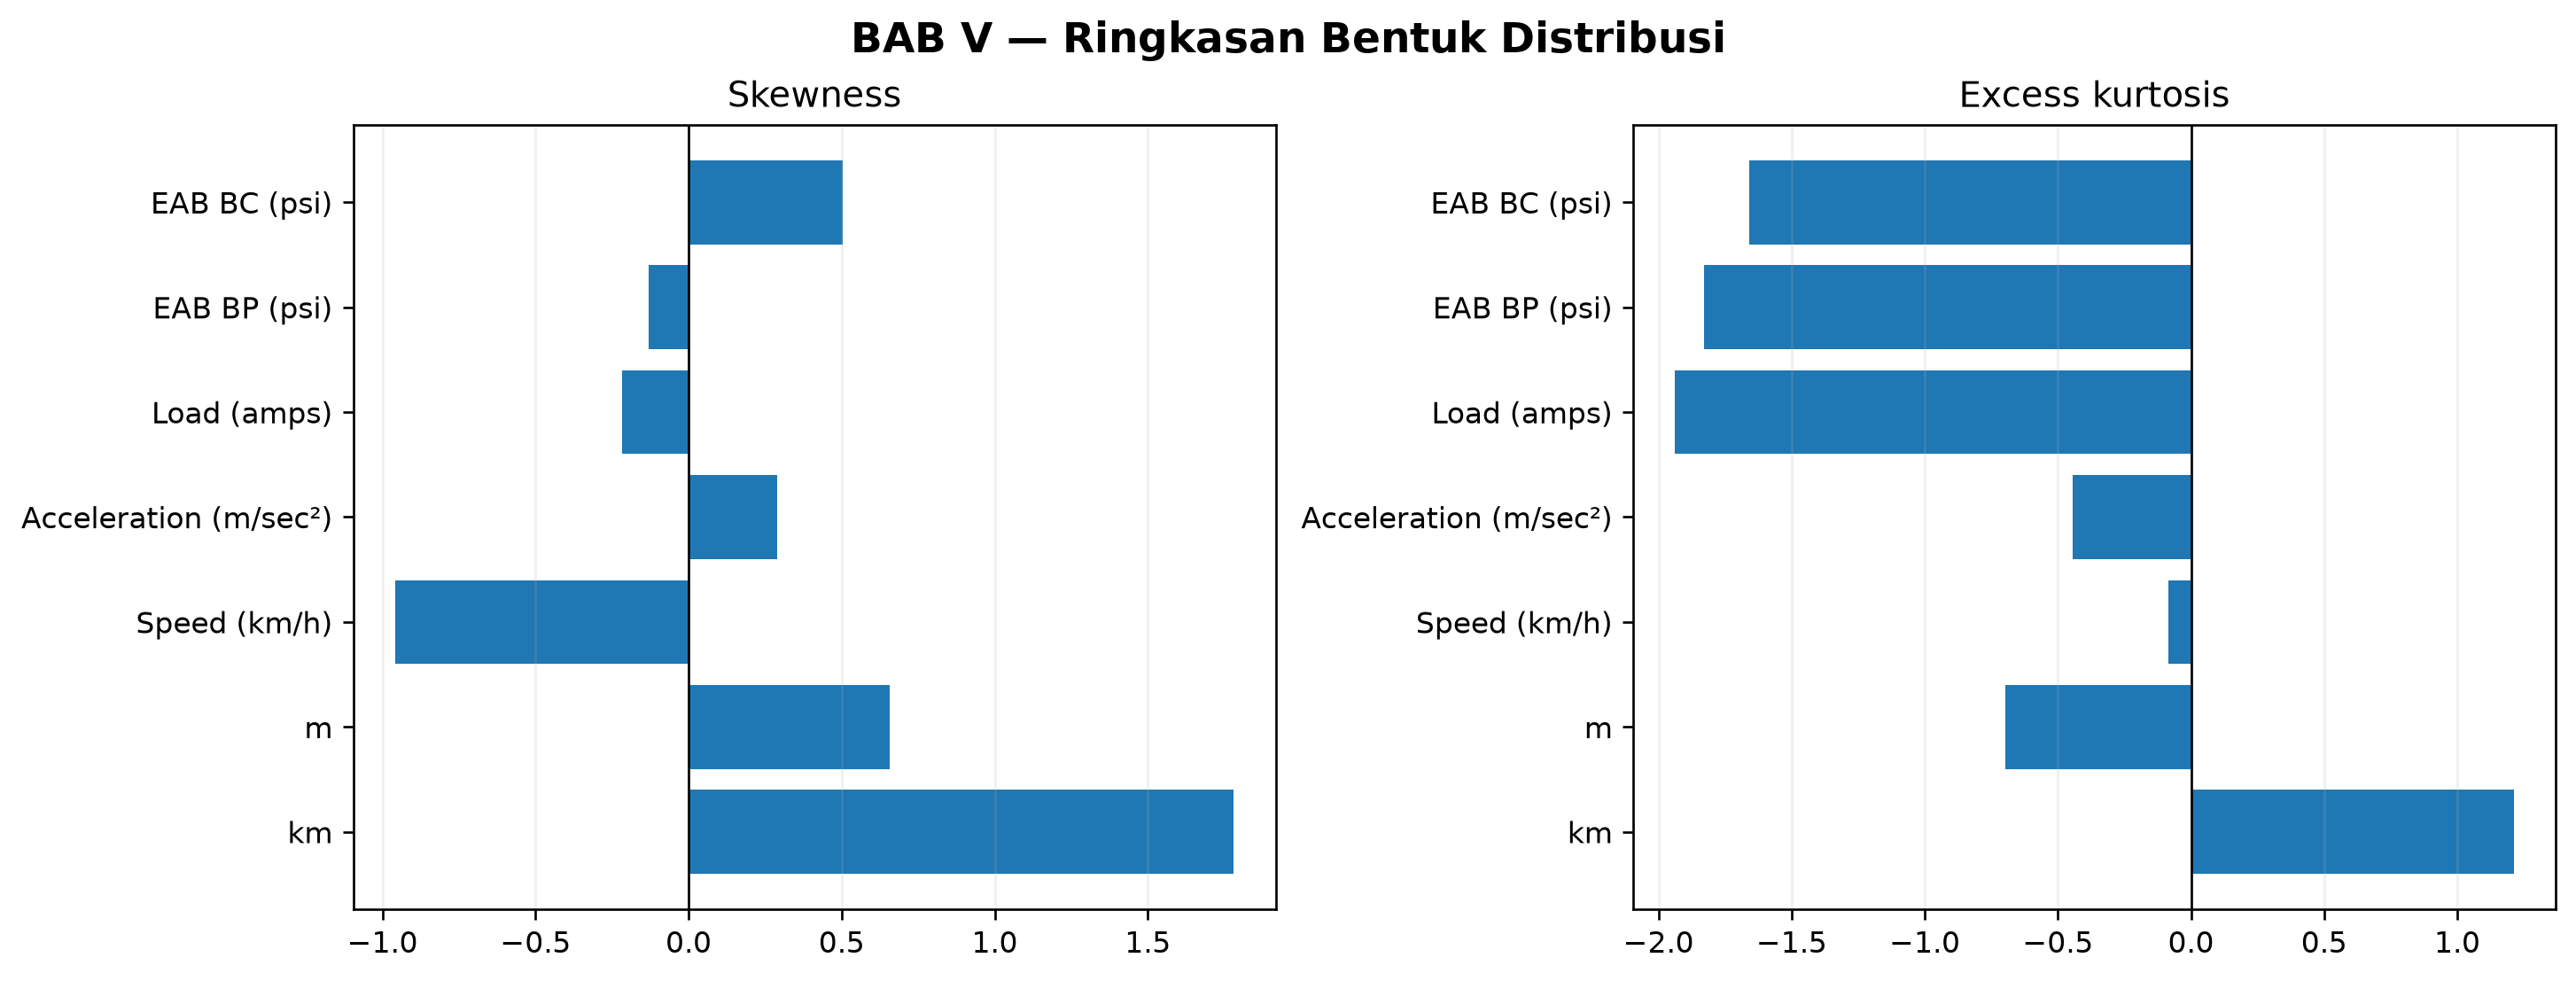 BAB V — Ringkasan Bentuk Distribusi
Skewness
EAB BC (psi)
EAB BP (psi)
Load (amps)
Acceleration (m/sec²)
Speed (km/h)
m
km
−1.0 −0.5 0.0 0.5 1.0 1.5
Excess kurtosis
EAB BC (psi)
EAB BP (psi)
Load (amps)
Acceleration (m/sec²)
Speed (km/h)
m
km
−2.0 −1.5 −1.0 −0.5 0.0 0.5 1.0